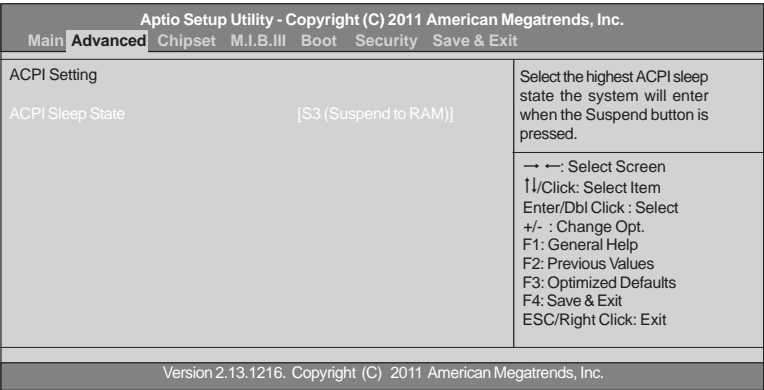 Aptio Setup Utility - Copyright (C) 2011 American Megatrends, Inc.
Main Advanced Chipset M.I.B.III Boot Security Save & Exit
ACPI Setting
ACPI Sleep State [S3 (Suspend to RAM)]
Select the highest ACPI sleep
state the system will enter
when the Suspend button is
pressed.
→ ←: Select Screen
↑↓/Click: Select Item
Enter/Dbl Click : Select
+/- : Change Opt.
F1: General Help
F2: Previous Values
F3: Optimized Defaults
F4: Save & Exit
ESC/Right Click: Exit
Version 2.13.1216. Copyright (C) 2011 American Megatrends, Inc.